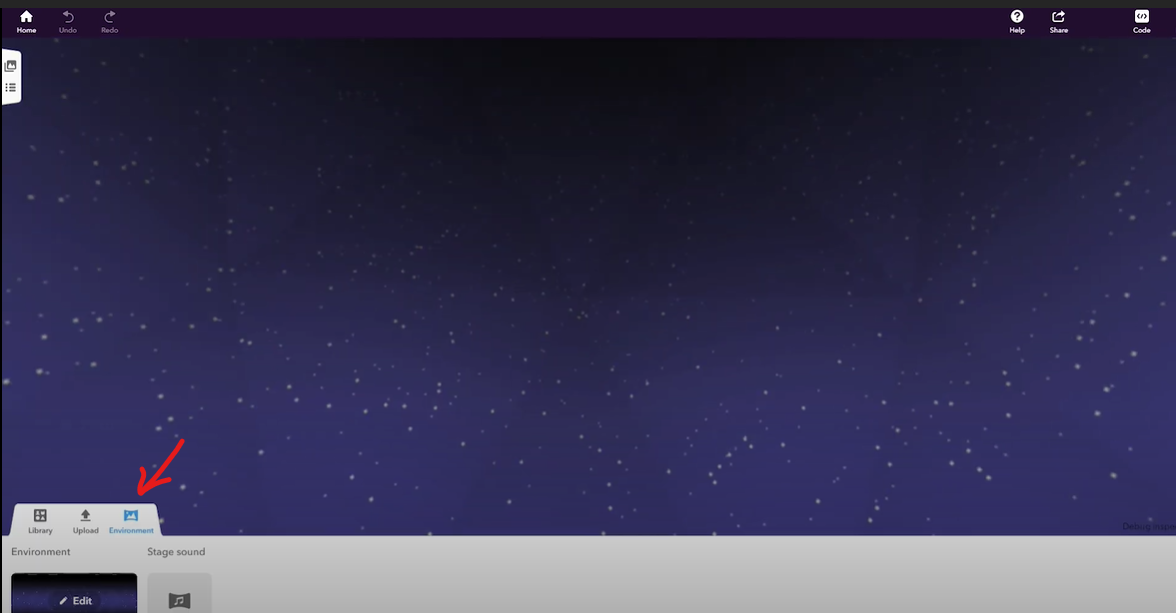 Home Undo Redo Help Share Code
Library Upload Environment
Environment Stage sound
Edit